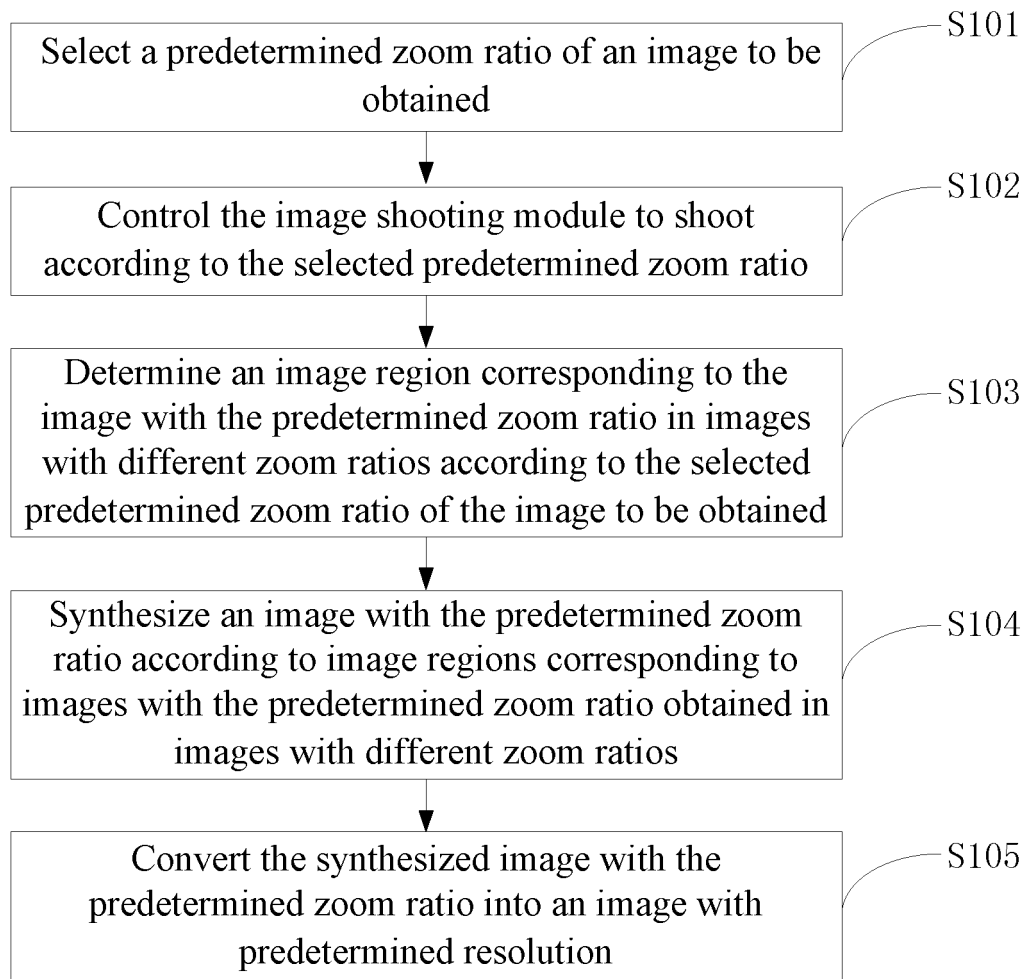 Select a predetermined zoom ratio of an image to be
obtained
S101
Control the image shooting module to shoot
according to the selected predetermined zoom ratio
S102
Determine an image region corresponding to the
image with the predetermined zoom ratio in images
with different zoom ratios according to the selected
predetermined zoom ratio of the image to be obtained
S103
Synthesize an image with the predetermined zoom
ratio according to image regions corresponding to
images with the predetermined zoom ratio obtained in
images with different zoom ratios
S104
Convert the synthesized image with the
predetermined zoom ratio into an image with
predetermined resolution
S105